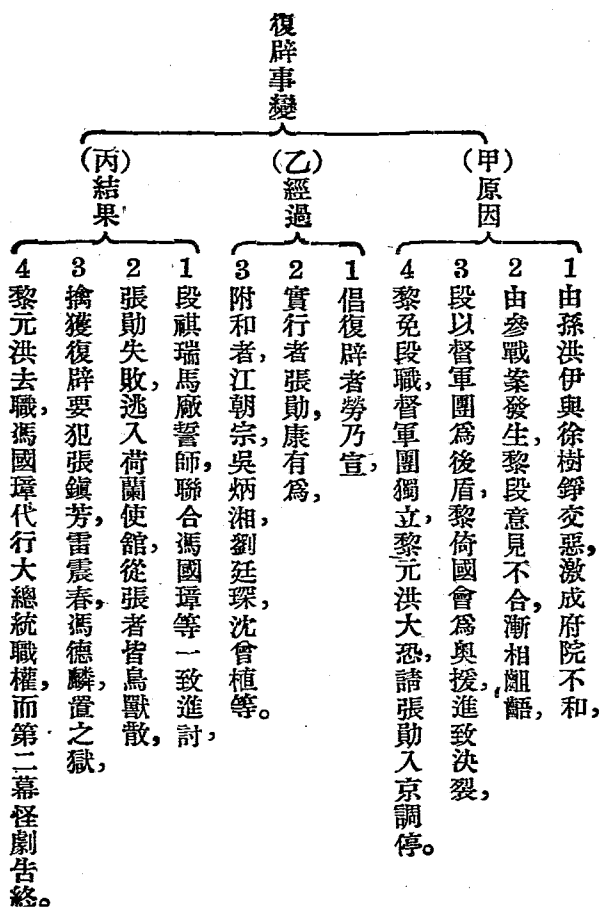 復辟事變
(甲)原因
1由孫洪伊與徐樹錚交惡,激成府院不和,
2由參戰案發生,黎段意見不合,漸相齟齬,
3段以督軍團爲後盾,黎倚國會爲奧援,進致決裂,
4黎免段職,督軍團獨立,黎元洪大恐,請張勛入京調停。
(乙)經過
1倡復辟者勞乃宣,
2實行者張勛,康有爲,
3附和者,江朝宗,吳炳湘,劉廷琛,沈曾植等。
(丙)結果
1段祺瑞馬廠誓師,聯合馮國璋等一致進討,
2張勛失敗,逃入荷蘭使舘,從張者皆鳥獸散,
3擒獲復辟要犯張鎭芳,雷震春,馮德麟,置之獄,
4黎元洪去職,馮國璋代行大總統職權,而第二幕怪劇告終。